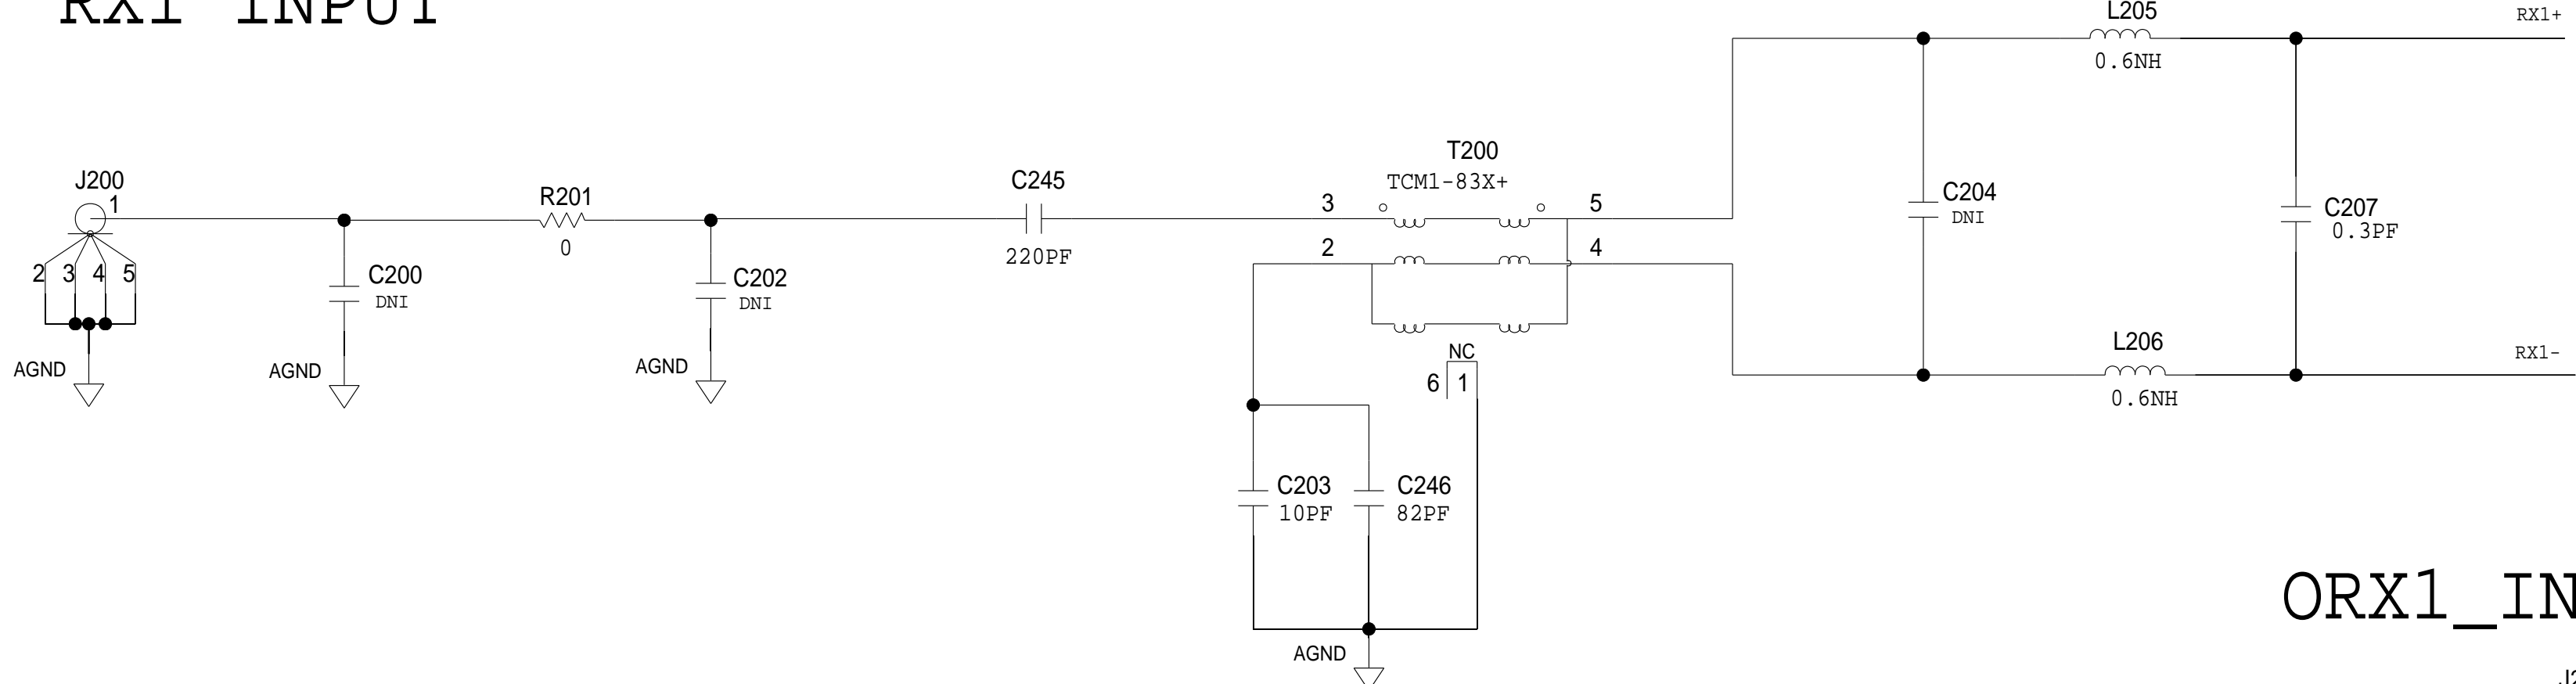 RX1 INPUT
L205
RX1+
0.6NH
T200
TCM1-83X+
J200
1
R201
0
C245
220PF
3
5
2
4
C204
DNI
C207
0.3PF
2 3 4 5
C200
DNI
C202
DNI
AGND
AGND
AGND
NC
6 1
L206
RX1-
0.6NH
C203
10PF
C246
82PF
AGND
ORX1_IN